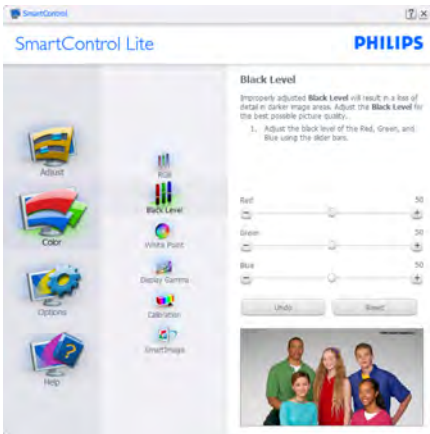 SmartControl
SmartControl Lite
PHILIPS
Adjust
Color
Options
Help
RGB
Black Level
White Point
Display Gamma
Calibration
SmartImage
Black Level
Improperly adjusted Black Level will result in a loss of
detail in darker image areas. Adjust the Black Level for
the best possible picture quality.
1. Adjust the black level of the Red, Green, and
Blue using the slider bars.
Red 50
Green 50
Blue 50
Undo Reset